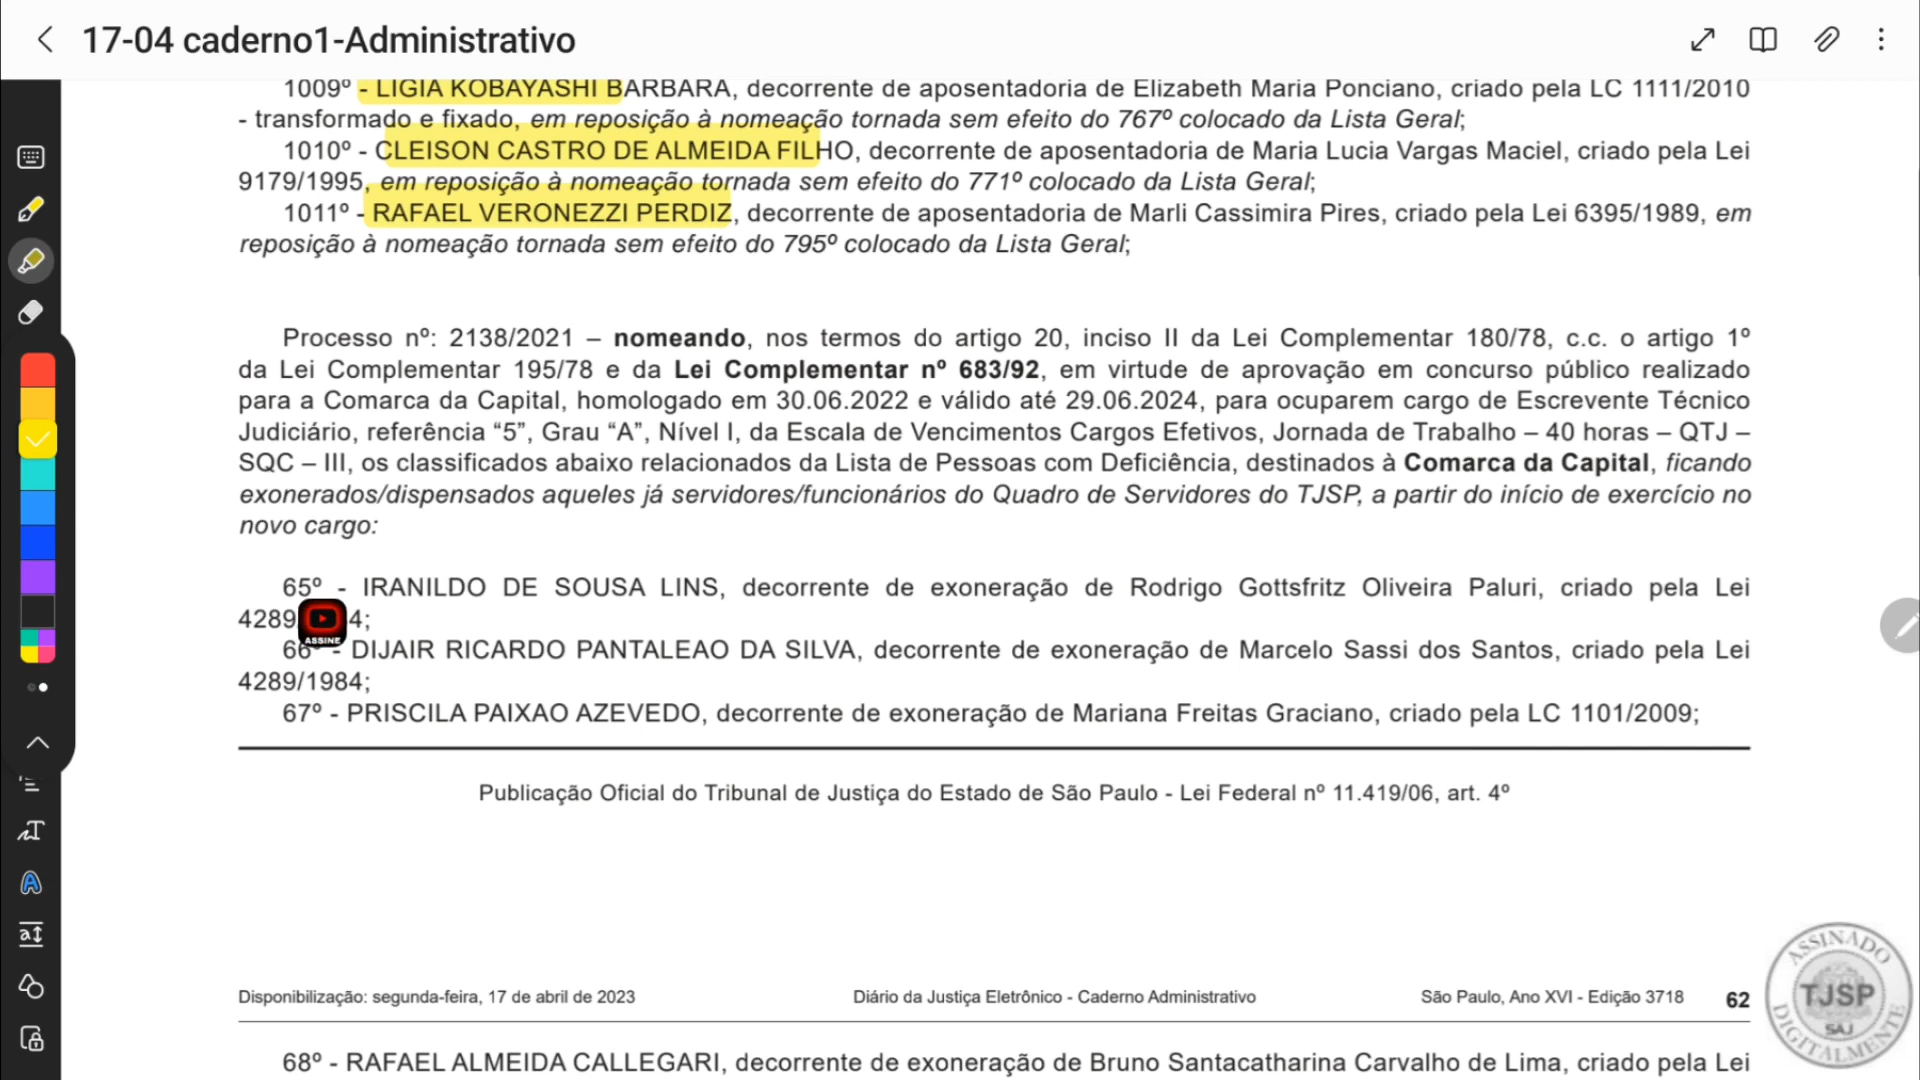 17-04 caderno1-Administrativo
1009º - LIGIA KOBAYASHI BARBARA, decorrente de aposentadoria de Elizabeth Maria Ponciano, criado pela LC 1111/2010
- transformado e fixado, em reposição à nomeação tornada sem efeito do 767º colocado da Lista Geral;
1010º - CLEISON CASTRO DE ALMEIDA FILHO, decorrente de aposentadoria de Maria Lucia Vargas Maciel, criado pela Lei
9179/1995, em reposição à nomeação tornada sem efeito do 771º colocado da Lista Geral;
1011º - RAFAEL VERONEZZI PERDIZ, decorrente de aposentadoria de Marli Cassimira Pires, criado pela Lei 6395/1989, em
reposição à nomeação tornada sem efeito do 795º colocado da Lista Geral;
Processo nº: 2138/2021 – nomeando, nos termos do artigo 20, inciso II da Lei Complementar 180/78, c.c. o artigo 1º
da Lei Complementar 195/78 e da Lei Complementar nº 683/92, em virtude de aprovação em concurso público realizado
para a Comarca da Capital, homologado em 30.06.2022 e válido até 29.06.2024, para ocuparem cargo de Escrevente Técnico
Judiciário, referência “5”, Grau “A”, Nível I, da Escala de Vencimentos Cargos Efetivos, Jornada de Trabalho – 40 horas – QTJ –
SQC – III, os classificados abaixo relacionados da Lista de Pessoas com Deficiência, destinados à Comarca da Capital, ficando
exonerados/dispensados aqueles já servidores/funcionários do Quadro de Servidores do TJSP, a partir do início de exercício no
novo cargo:
65º - IRANILDO DE SOUSA LINS, decorrente de exoneração de Rodrigo Gottsfritz Oliveira Paluri, criado pela Lei
4289 4;
ASSINE
66º - DIJAIR RICARDO PANTALEAO DA SILVA, decorrente de exoneração de Marcelo Sassi dos Santos, criado pela Lei
4289/1984;
67º - PRISCILA PAIXAO AZEVEDO, decorrente de exoneração de Mariana Freitas Graciano, criado pela LC 1101/2009;
Publicação Oficial do Tribunal de Justiça do Estado de São Paulo - Lei Federal nº 11.419/06, art. 4º
Disponibilização: segunda-feira, 17 de abril de 2023 Diário da Justiça Eletrônico - Caderno Administrativo São Paulo, Ano XVI - Edição 3718 62
ASSINADO
TJSP
SAJ
DIGITALMENTE
68º - RAFAEL ALMEIDA CALLEGARI, decorrente de exoneração de Bruno Santacatharina Carvalho de Lima, criado pela Lei